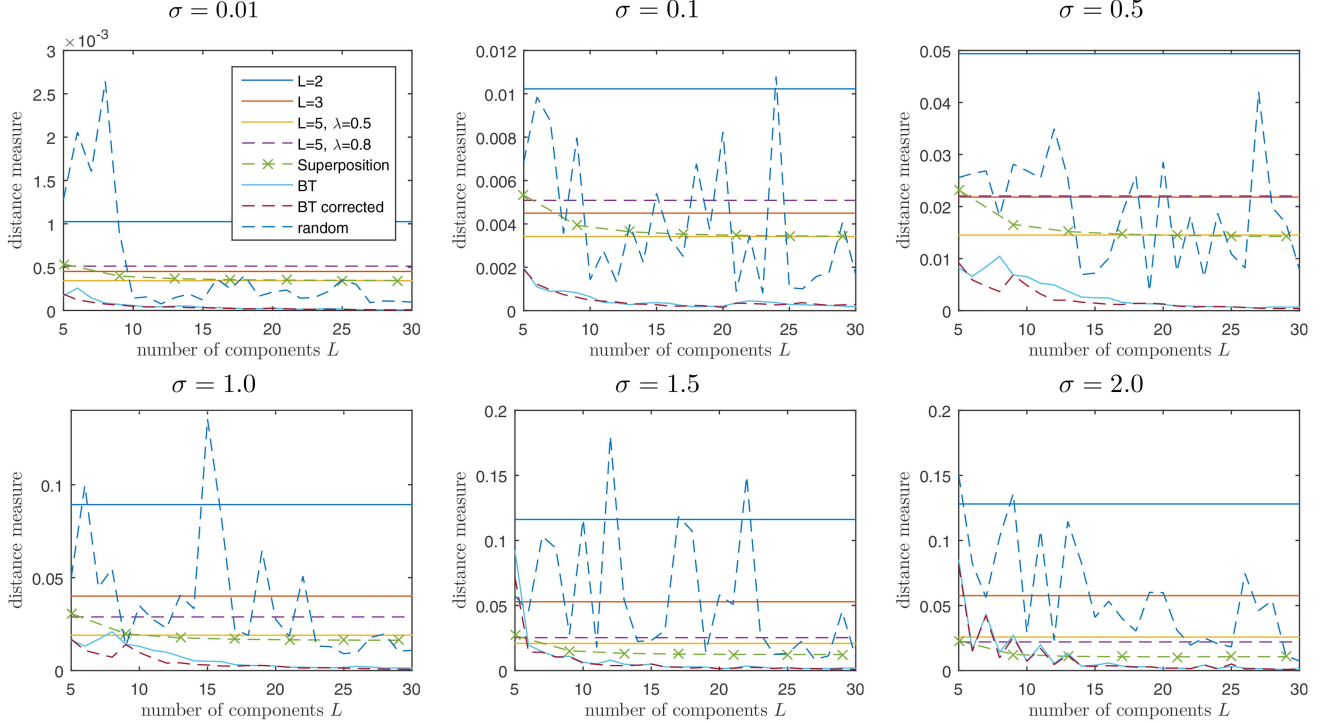 σ = 0.01
× 10⁻³
3
2.5
2
1.5
1
0.5
0
distance measure
5 10 15 20 25 30
number of components L
L=2
L=3
L=5, λ=0.5
L=5, λ=0.8
Superposition
BT
BT corrected
random
σ = 0.1
0.012
0.01
0.008
0.006
0.004
0.002
0
distance measure
5 10 15 20 25 30
number of components L
σ = 0.5
0.05
0.04
0.03
0.02
0.01
0
distance measure
5 10 15 20 25 30
number of components L
σ = 1.0
0.1
0.05
0
distance measure
5 10 15 20 25 30
number of components L
σ = 1.5
0.2
0.15
0.1
0.05
0
distance measure
5 10 15 20 25 30
number of components L
σ = 2.0
0.2
0.15
0.1
0.05
0
distance measure
5 10 15 20 25 30
number of components L